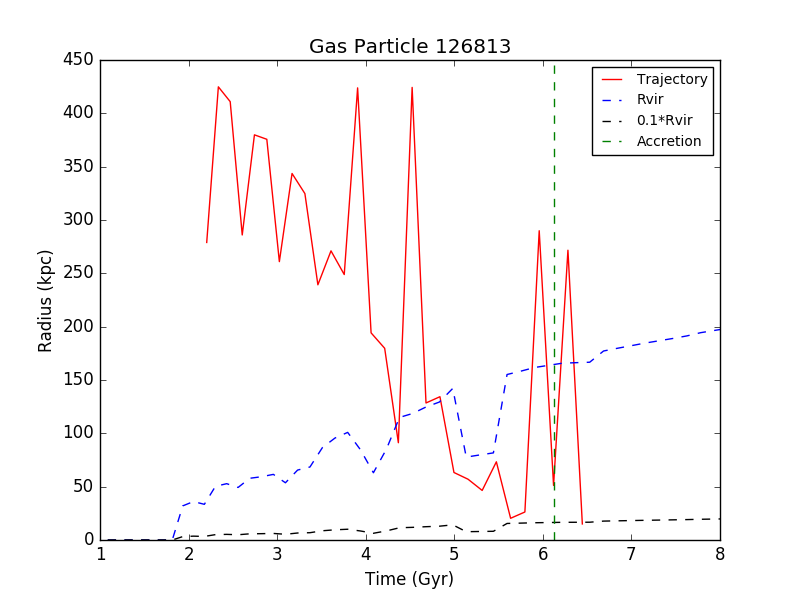 Gas Particle 126813
450
400
350
300
250
200
150
100
50
0
Radius (kpc)
Trajectory
Rvir
0.1*Rvir
Accretion
1 2 3 4 5 6 7 8
Time (Gyr)